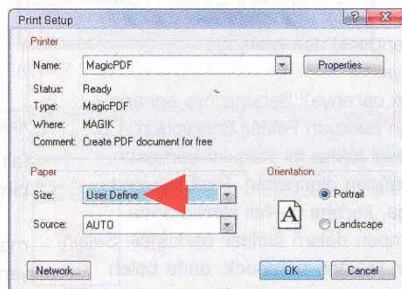 Print Setup
Printer
Name: MagicPDF Properties...
Status: Ready
Type: MagicPDF
Where: MAGIK
Comment: Create PDF document for free
Paper
Size: User Define
Source: AUTO
Orientation
A
Portrait
Landscape
Network... OK Cancel